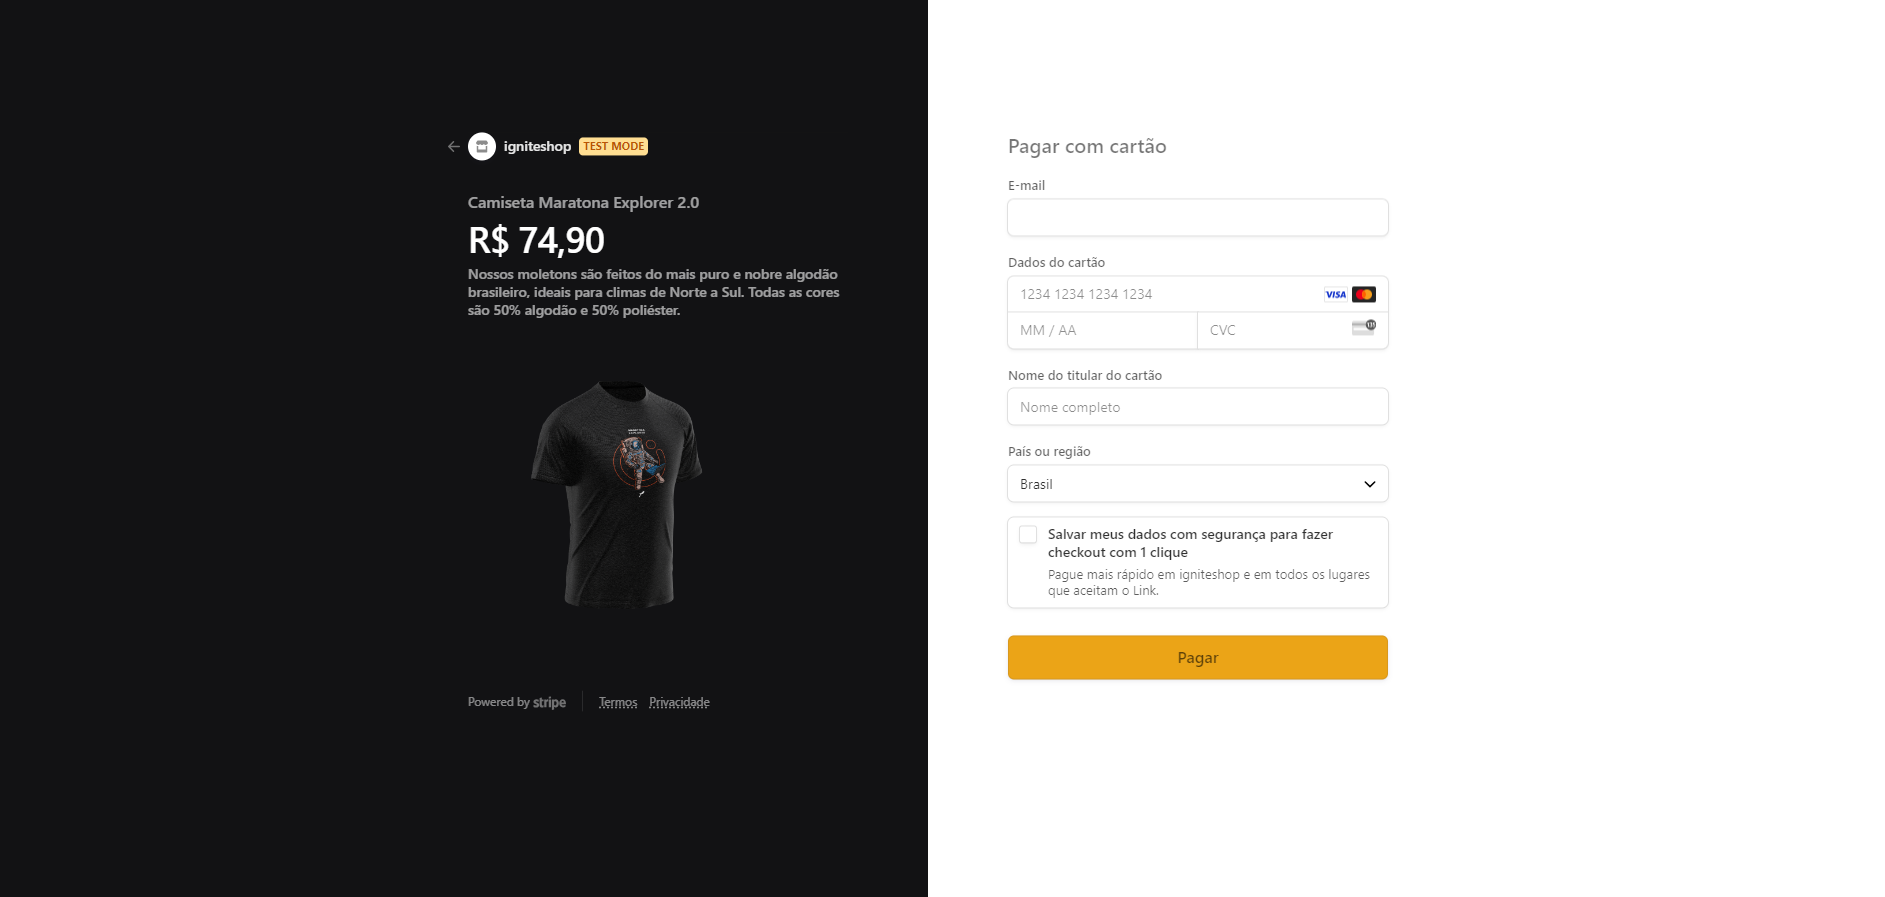 igniteshop TEST MODE
Camiseta Maratona Explorer 2.0
R$ 74,90
Nossos moletons são feitos do mais puro e nobre algodão
brasileiro, ideais para climas de Norte a Sul. Todas as cores
são 50% algodão e 50% poliéster.
Powered by stripe
Termos Privacidade
Pagar com cartão
E-mail
Dados do cartão
1234 1234 1234 1234 VISA
MM / AA CVC
Nome do titular do cartão
Nome completo
País ou região
Brasil
Salvar meus dados com segurança para fazer
checkout com 1 clique
Pague mais rápido em igniteshop e em todos os lugares
que aceitam o Link.
Pagar